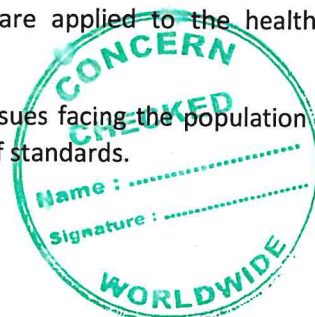 are applied to the health
CONCERN
CHECKED
sues facing the population
f standards.
Name : ....................
Signature : ....................
WORLDWIDE